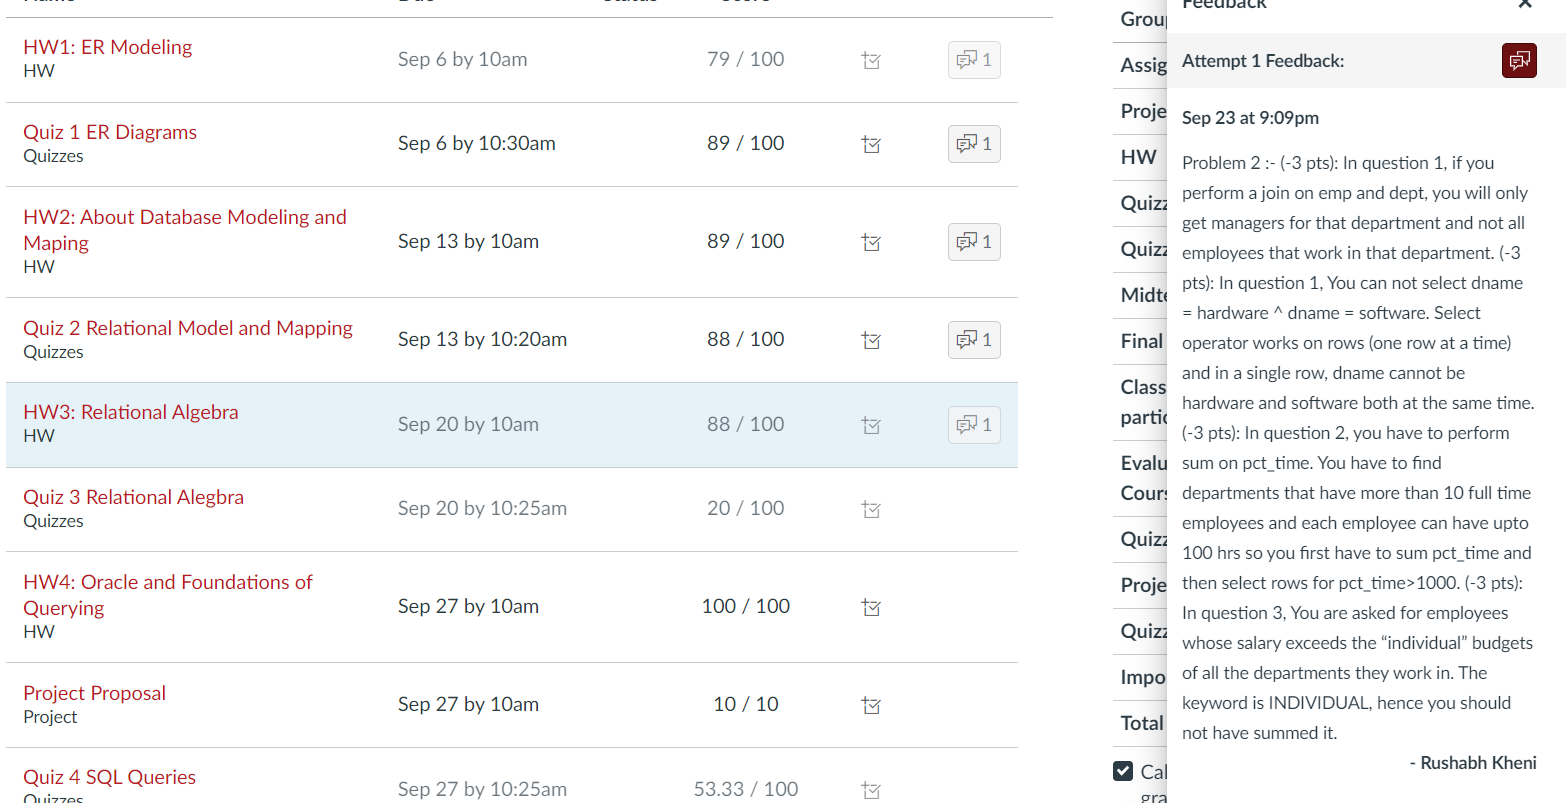 HW1: ER Modeling
HW
Sep 6 by 10am
79 / 100
1
Quiz 1 ER Diagrams
Quizzes
Sep 6 by 10:30am
89 / 100
1
HW2: About Database Modeling and
Maping
HW
Sep 13 by 10am
89 / 100
1
Quiz 2 Relational Model and Mapping
Quizzes
Sep 13 by 10:20am
88 / 100
1
HW3: Relational Algebra
HW
Sep 20 by 10am
88 / 100
1
Quiz 3 Relational Alegbra
Quizzes
Sep 20 by 10:25am
20 / 100
HW4: Oracle and Foundations of
Querying
HW
Sep 27 by 10am
100 / 100
Project Proposal
Project
Sep 27 by 10am
10 / 10
Quiz 4 SQL Queries
Quizzes
Sep 27 by 10:25am
53.33 / 100
Grou
Assig
Proje
HW
Quizz
Quizz
Midte
Final
Class
partic
Evalu
Cours
Quizz
Proje
Quizz
Impo
Total
Cal
gra
Feedback
Attempt 1 Feedback:
Sep 23 at 9:09pm
Problem 2 :- (-3 pts): In question 1, if you
perform a join on emp and dept, you will only
get managers for that department and not all
employees that work in that department. (-3
pts): In question 1, You can not select dname
= hardware ^ dname = software. Select
operator works on rows (one row at a time)
and in a single row, dname cannot be
hardware and software both at the same time.
(-3 pts): In question 2, you have to perform
sum on pct_time. You have to find
departments that have more than 10 full time
employees and each employee can have upto
100 hrs so you first have to sum pct_time and
then select rows for pct_time>1000. (-3 pts):
In question 3, You are asked for employees
whose salary exceeds the “individual” budgets
of all the departments they work in. The
keyword is INDIVIDUAL, hence you should
not have summed it.
- Rushabh Kheni